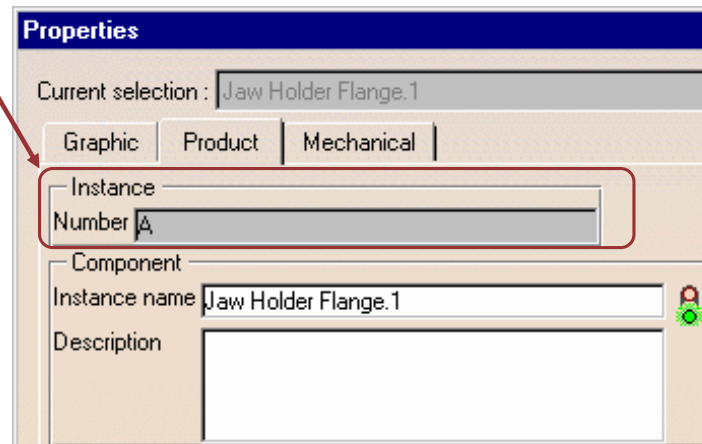 Properties
Current selection : Jaw Holder Flange.1
Graphic Product Mechanical
Instance
Number A
Component
Instance name Jaw Holder Flange.1
Description